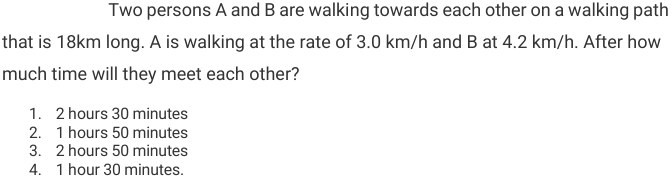 Two persons A and B are walking towards each other on a walking path
that is 18km long. A is walking at the rate of 3.0 km/h and B at 4.2 km/h. After how
much time will they meet each other?
1. 2 hours 30 minutes
2. 1 hours 50 minutes
3. 2 hours 50 minutes
4. 1 hour 30 minutes.